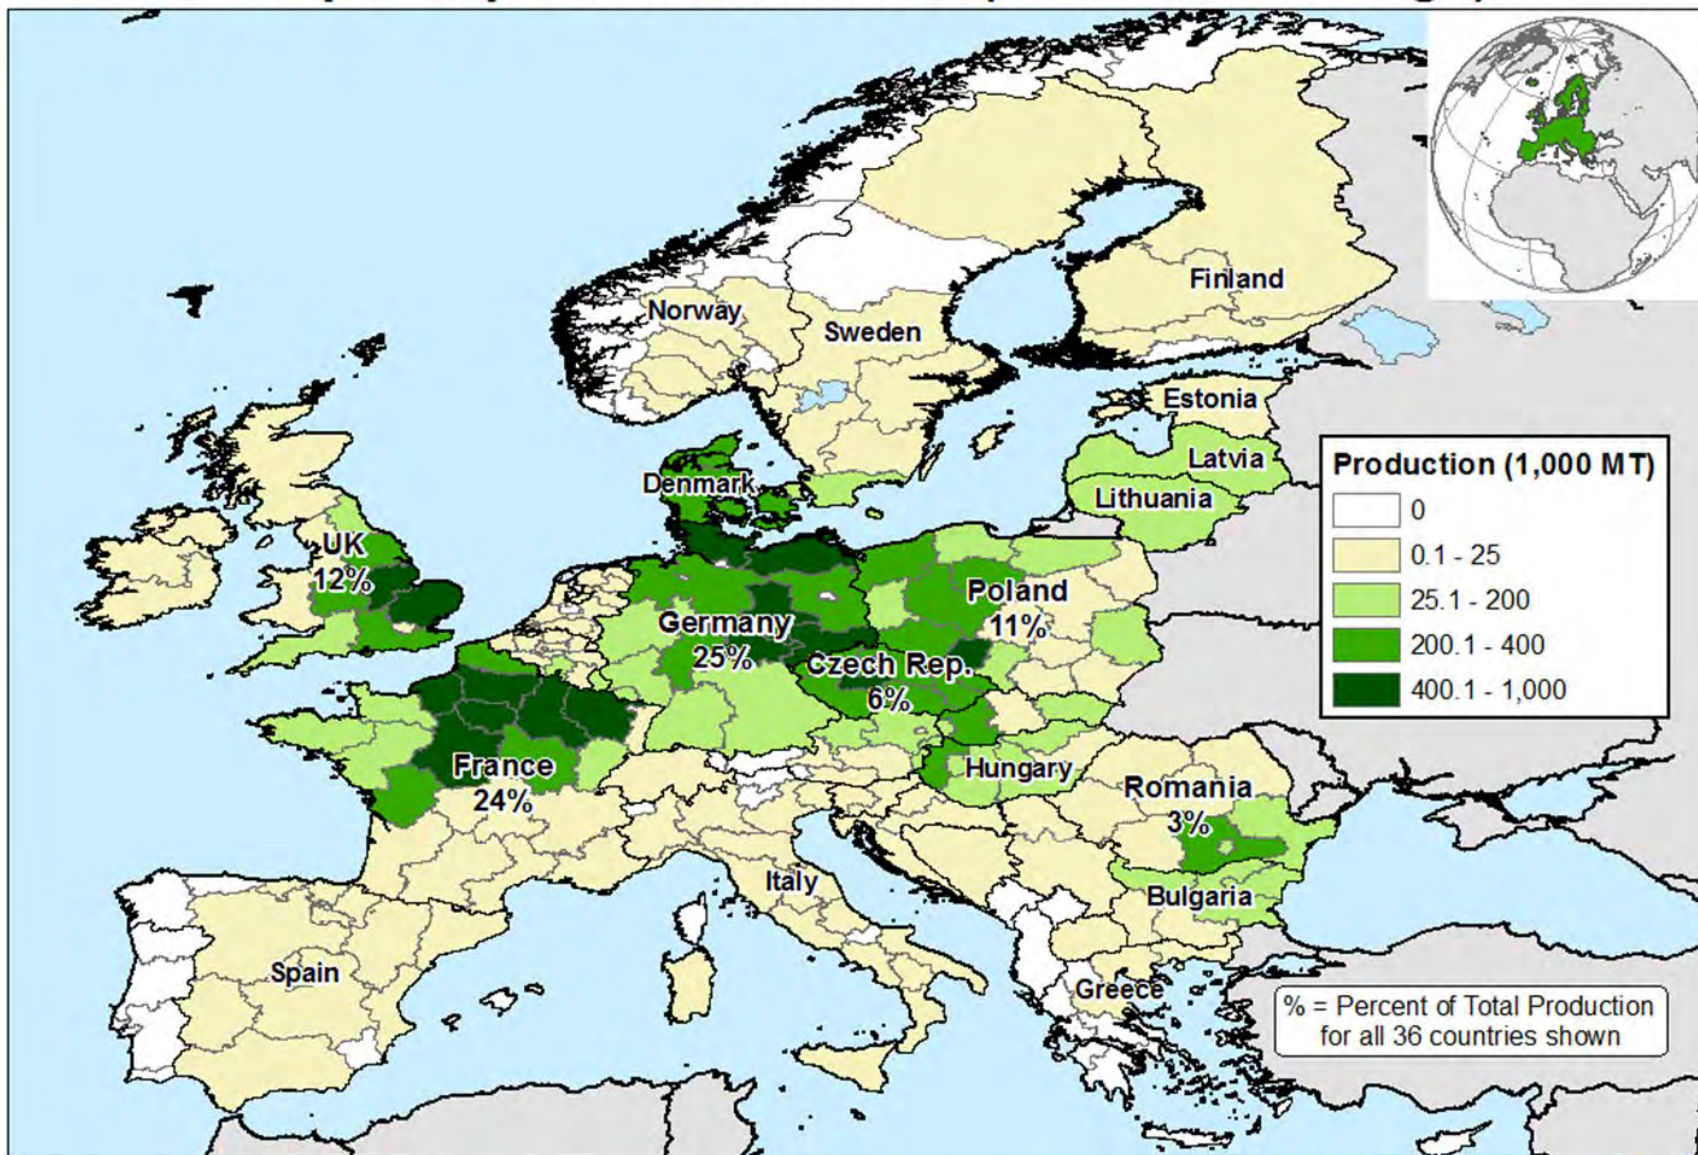 Norway
Sweden
Finland
Estonia
Latvia
Lithuania
Denmark
UK
12%
Poland
11%
Germany
25%
Czech Rep.
6%
France
24%
Hungary
Romania
3%
Bulgaria
Italy
Spain
Greece
Production (1,000 MT)
0
0.1 - 25
25.1 - 200
200.1 - 400
400.1 - 1,000
% = Percent of Total Production
for all 36 countries shown